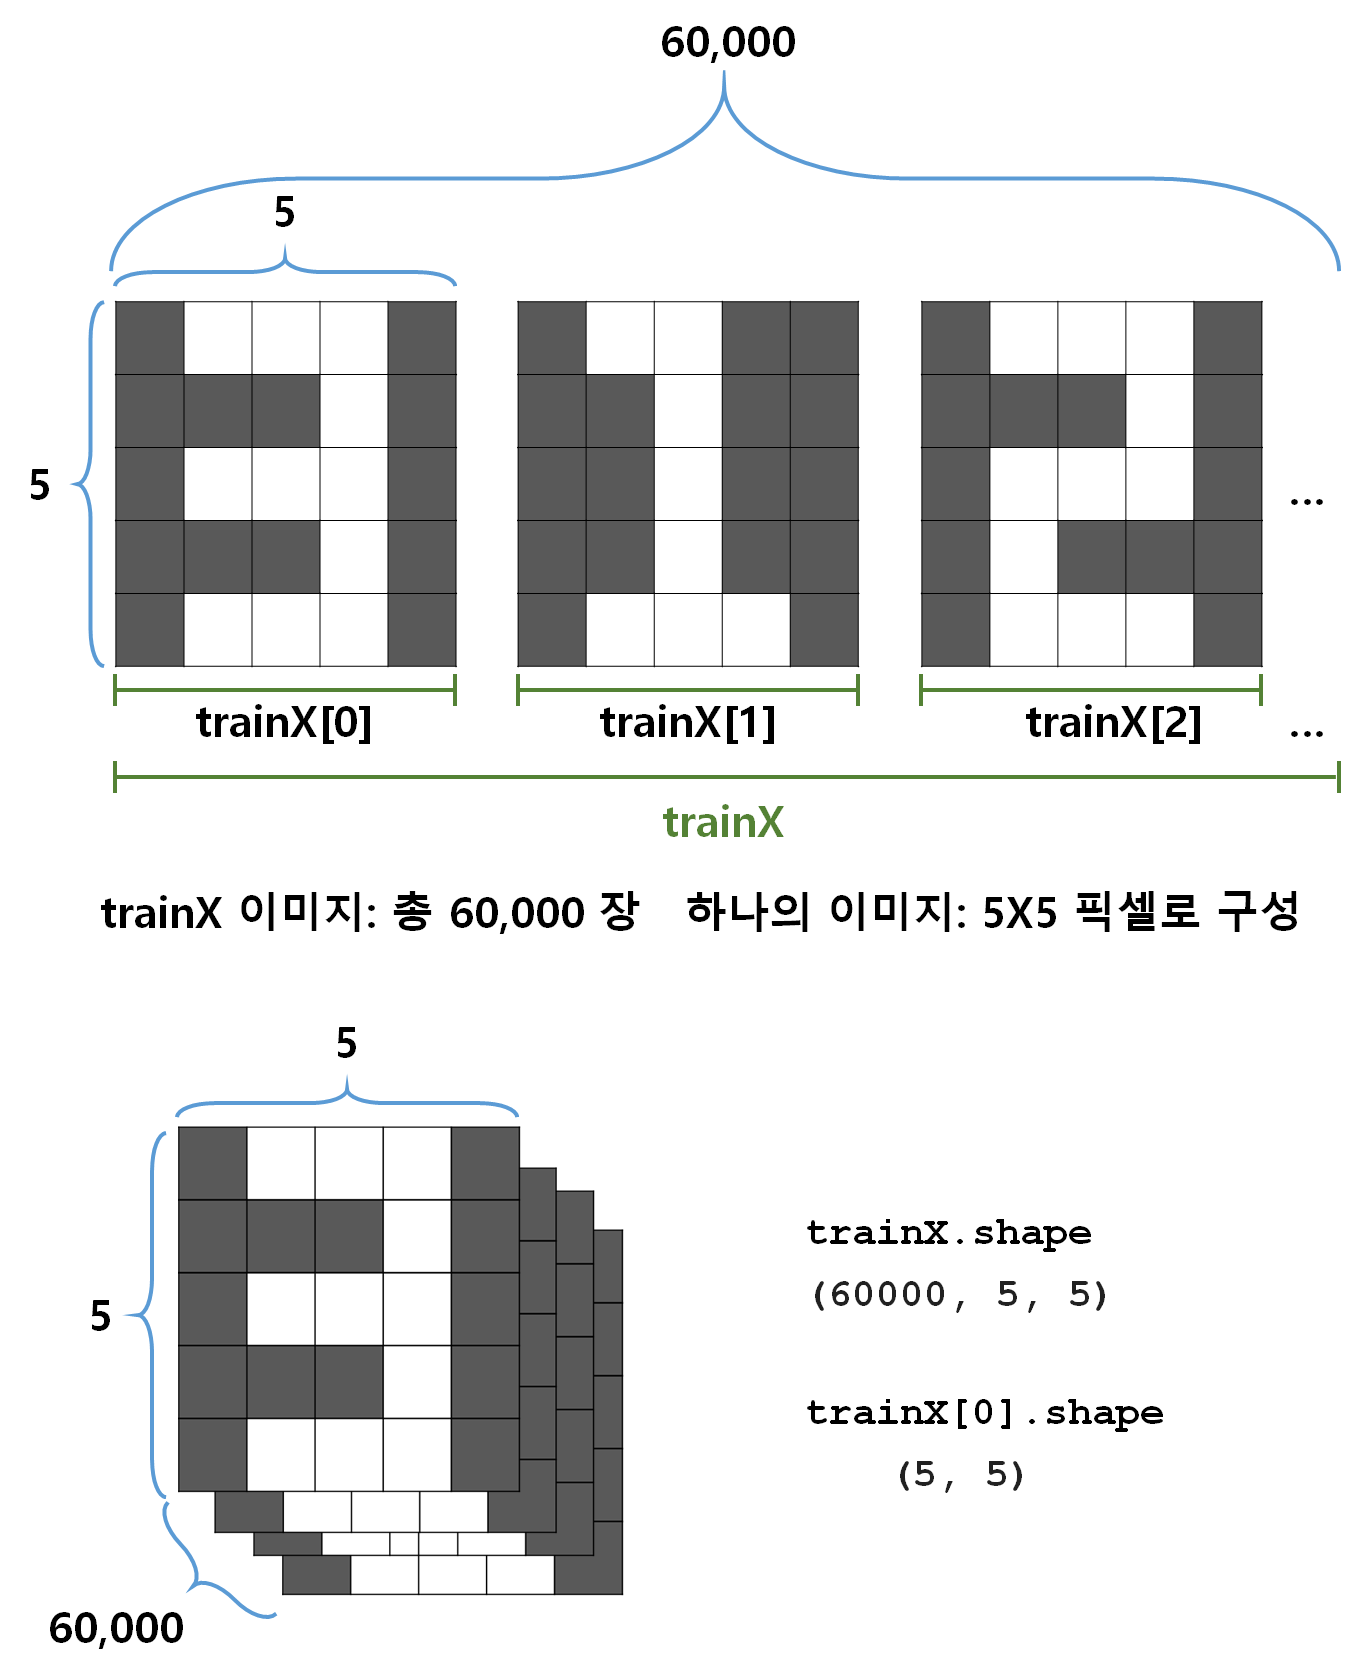 60,000
5
5
...
trainX[0] trainX[1] trainX[2] ...
trainX
trainX 이미지: 총 60,000 장 하나의 이미지: 5X5 픽셀로 구성
5
5
60,000
trainX.shape
(60000, 5, 5)
trainX[0].shape
(5, 5)